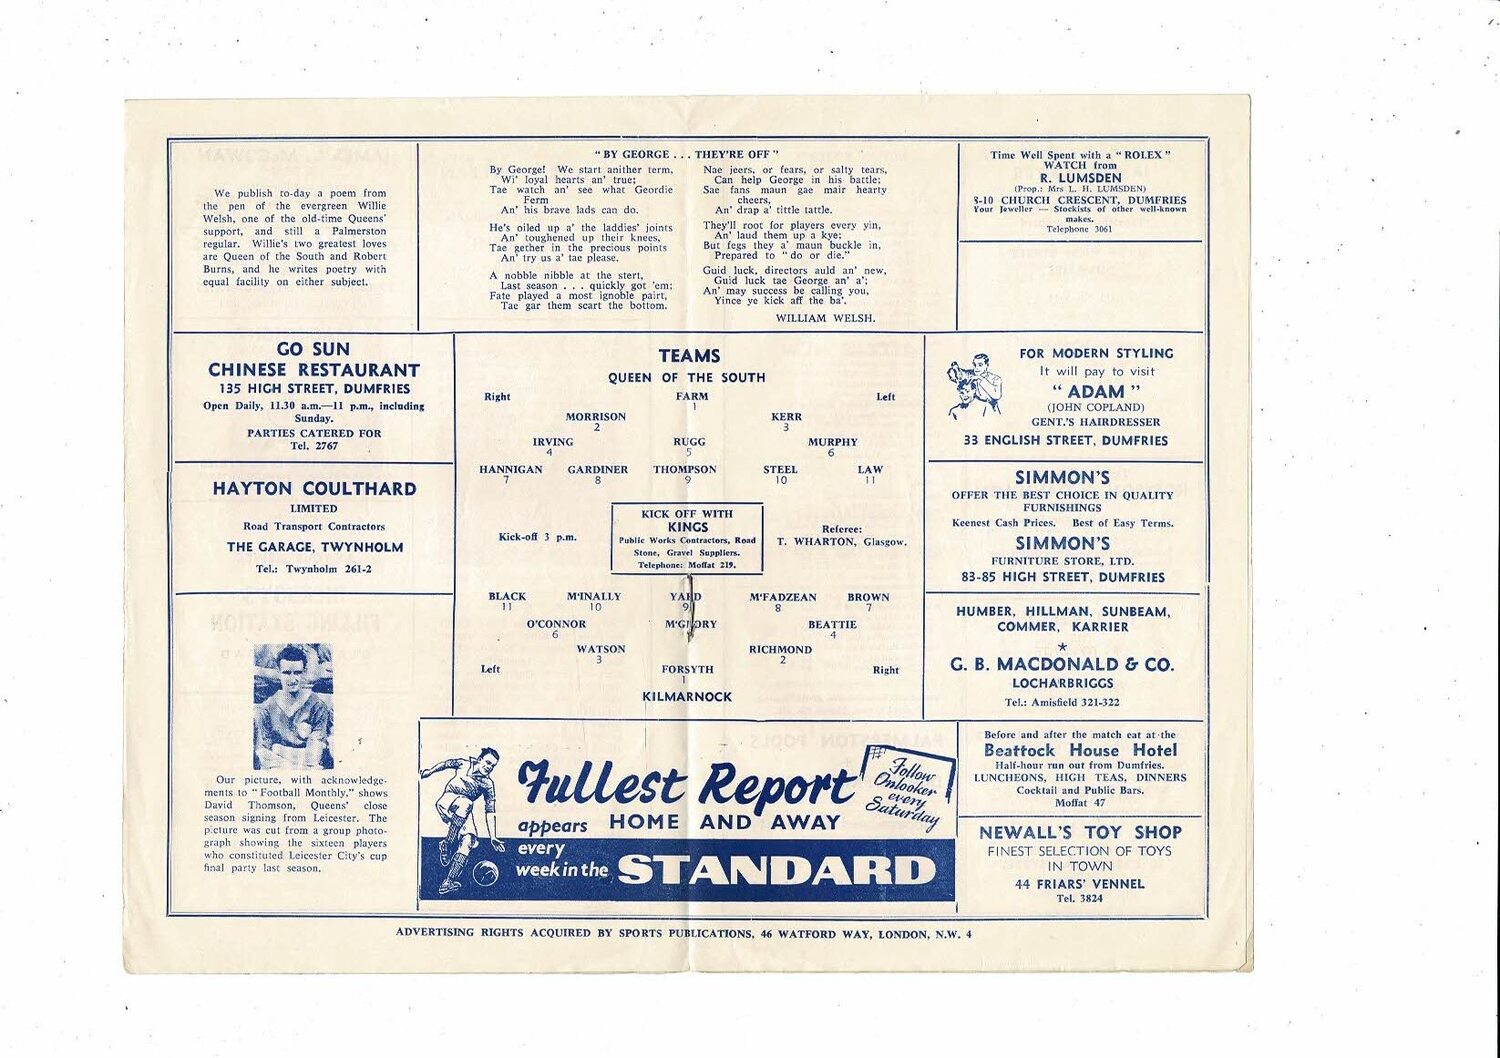 We publish to-day a poem from
the pen of the evergreen Willie
Welsh, one of the old-time Queens'
support, and still a Palmerston
regular. Willie's two greatest loves
are Queen of the South and Robert
Burns, and he writes poetry with
equal facility on either subject.
" BY GEORGE . . . THEY'RE OFF "
By George! We start anither term,
Wi' loyal hearts an' true;
Tae watch an' see what Geordie
Ferm
An' his brave lads can do.
He's oiled up a' the laddies' joints
An' toughened up their knees,
Tae gether in the precious points
An' try us a' tae please.
A nobble nibble at the stert,
Last season . . . quickly got 'em;
Fate played a most ignoble pairt,
Tae gar them scart the bottom.
Nae jeers, or fears, or salty tears,
Can help George in his battle;
Sae fans maun gae mair hearty
cheers,
An' drap a' tittle tattle.
They'll root for players every yin,
An' laud them up a kye;
But fegs they a' maun buckle in,
Prepared to " do or die."
Guid luck, directors auld an' new,
Guid luck tae George an' a';
An' may success be calling you,
Yince ye kick aff the ba'.
WILLIAM WELSH.
Time Well Spent with a " ROLEX "
WATCH from
R. LUMSDEN
(Prop.: Mrs L. H. LUMSDEN)
8-10 CHURCH CRESCENT, DUMFRIES
Your Jeweller — Stockists of other well-known
makes.
Telephone 3061
GO SUN
CHINESE RESTAURANT
135 HIGH STREET, DUMFRIES
Open Daily, 11.30 a.m.—11 p.m., including
Sunday.
PARTIES CATERED FOR
Tel. 2767
HAYTON COULTHARD
LIMITED
Road Transport Contractors
THE GARAGE, TWYNHOLM
Tel.: Twynholm 261-2
Our picture, with acknowledge-
ments to " Football Monthly," shows
David Thomson, Queens' close
season signing from Leicester. The
picture was cut from a group photo-
graph showing the sixteen players
who constituted Leicester City's cup
final party last season.
TEAMS
QUEEN OF THE SOUTH
Right FARM Left
1
MORRISON KERR
2 3
IRVING RUGG MURPHY
4 5 6
HANNIGAN GARDINER THOMPSON STEEL LAW
7 8 9 10 11
Kick-off 3 p.m.
KICK OFF WITH
KINGS
Public Works Contractors, Road
Stone, Gravel Suppliers.
Telephone: Moffat 219.
Referee:
T. WHARTON, Glasgow.
BLACK M'INALLY YARD M'FADZEAN BROWN
11 10 9 8 7
O'CONNOR M'GRORY BEATTIE
6 4
WATSON RICHMOND
3 2
Left FORSYTH Right
1
KILMARNOCK
FOR MODERN STYLING
It will pay to visit
" ADAM "
(JOHN COPLAND)
GENT.'S HAIRDRESSER
33 ENGLISH STREET, DUMFRIES
SIMMON'S
OFFER THE BEST CHOICE IN QUALITY
FURNISHINGS
Keenest Cash Prices. Best of Easy Terms.
SIMMON'S
FURNITURE STORE, LTD.
83-85 HIGH STREET, DUMFRIES
HUMBER, HILLMAN, SUNBEAM,
COMMER, KARRIER
*
G. B. MACDONALD & CO.
LOCHARBRIGGS
Tel.: Amisfield 321-322
Fullest Report
appears HOME AND AWAY
every
week in the STANDARD
Follow
Onlooker
every
Saturday
Before and after the match eat at the
Beattock House Hotel
Half-hour run out from Dumfries.
LUNCHEONS, HIGH TEAS, DINNERS
Cocktail and Public Bars.
Moffat 47
NEWALL'S TOY SHOP
FINEST SELECTION OF TOYS
IN TOWN
44 FRIARS' VENNEL
Tel. 3824
ADVERTISING RIGHTS ACQUIRED BY SPORTS PUBLICATIONS, 46 WATFORD WAY, LONDON, N.W. 4